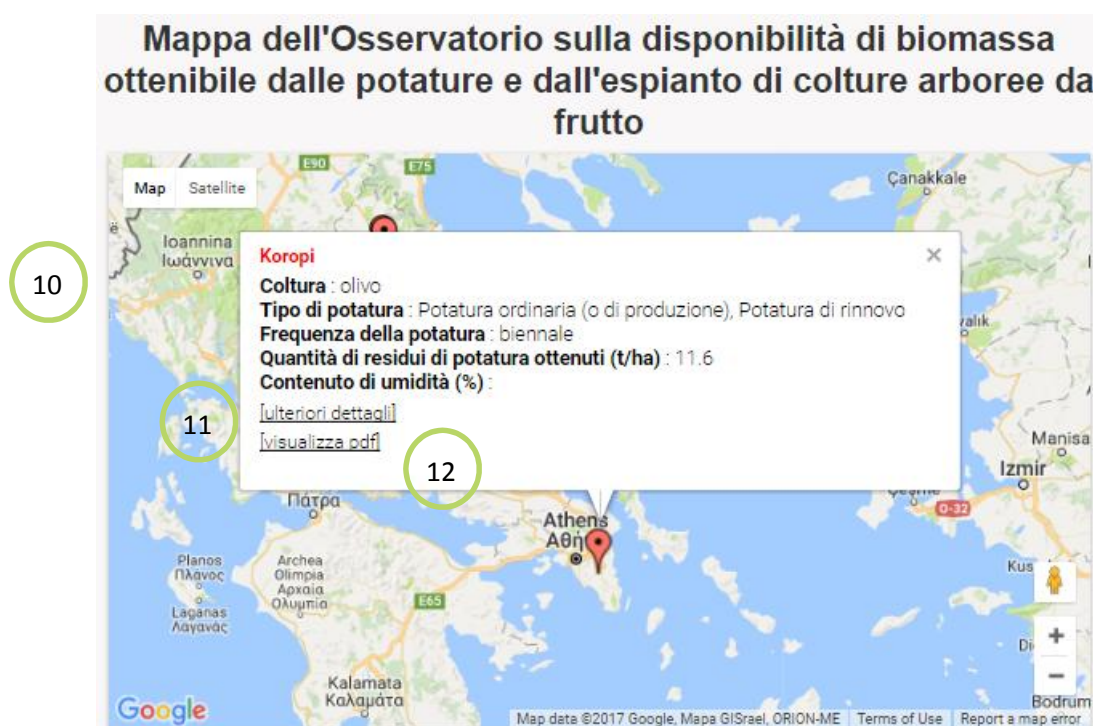 Mappa dell'Osservatorio sulla disponibilità di biomassa
ottenibile dalle potature e dall'espianto di colture arboree da
frutto
Map Satellite
E90
E75
Çanakkale
Ioannina
Ιωάννινα
10
Koropi
Coltura : olivo
Tipo di potatura : Potatura ordinaria (o di produzione), Potatura di rinnovo
Frequenza della potatura : biennale
Quantità di residui di potatura ottenuti (t/ha) : 11.6
Contenuto di umidità (%) :
[ulteriori dettagli]
[visualizza pdf]
11
12
Manisa
Izmir
Πάτρα
O-32
Athens
Planos
Πλάνος
Laganas
Λαγανάς
Archea
Olimpia
Αρχαία
Ολυμπία
E65
Kalamata
Καλαμάτα
Bodrum
Google
Map data ©2017 Google, Mapa GISrael, ORION-ME Terms of Use Report a map error